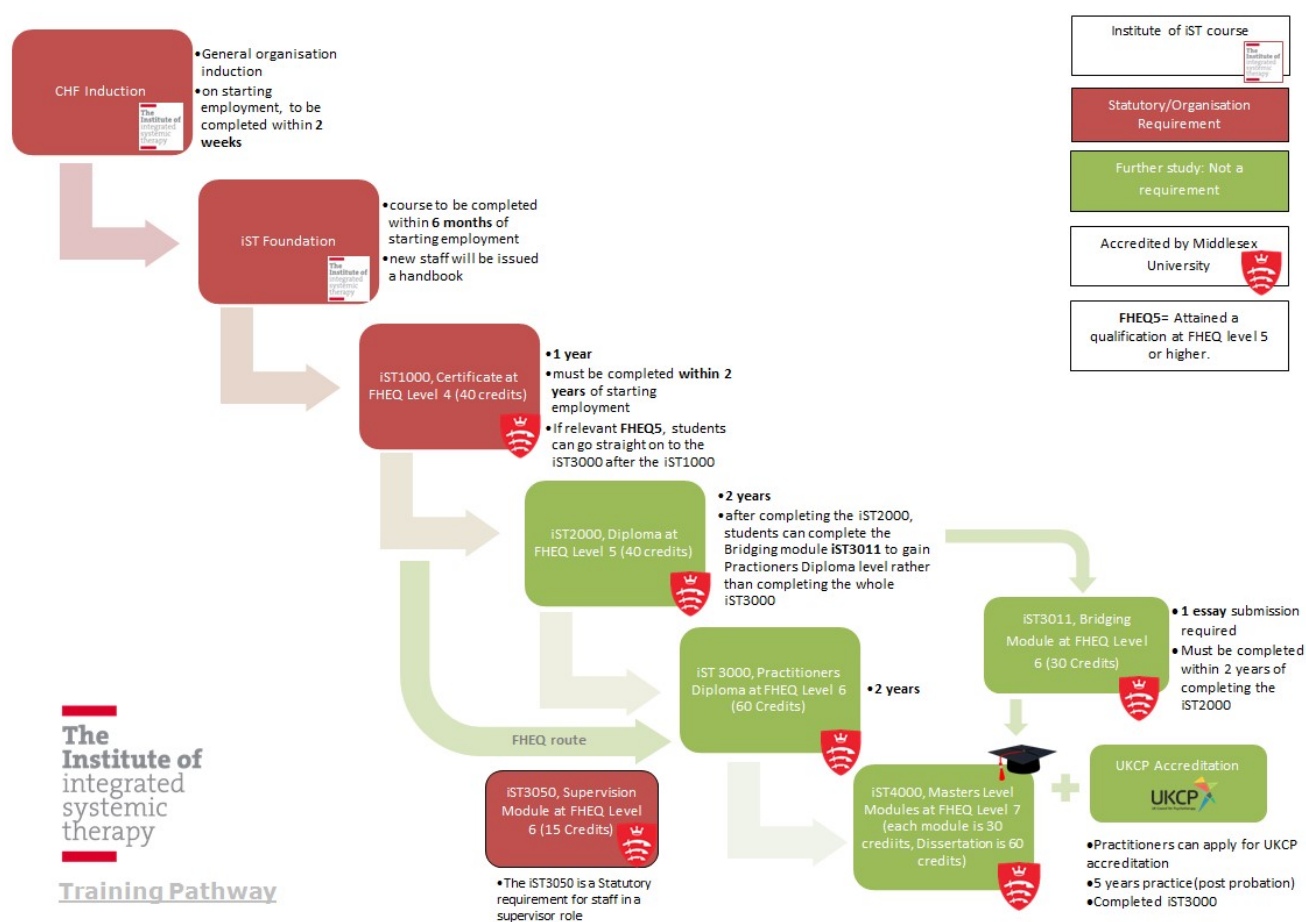 CHF Induction
The
Institute of
integrated
systemic
therapy
•General organisation
induction
•on starting
employment, to be
completed within 2
weeks
Institute of iST course
The
Institute of
integrated
systemic
therapy
Statutory/Organisation
Requirement
Further study: Not a
requirement
Accredited by Middlesex
University
FHEQ5= Attained a
qualification at FHEQ level 5
or higher.
iST Foundation
The
Institute of
integrated
systemic
therapy
•course to be completed
within 6 months of
starting employment
•new staff will be issued
a handbook
iST1000, Certificate at
FHEQ Level 4 (40 credits)
•1 year
•must be completed within 2
years of starting
employment
•If relevant FHEQ5, students
can go straight on to the
iST3000 after the iST1000
iST2000, Diploma at
FHEQ Level 5 (40 credits)
•2 years
•after completing the iST2000,
students can complete the
Bridging module iST3011 to gain
Practioners Diploma level rather
than completing the whole
iST3000
iST3011, Bridging
Module at FHEQ Level
6 (30 Credits)
•1 essay submission
required
•Must be completed
within 2 years of
completing the
iST2000
iST 3000, Practitioners
Diploma at FHEQ Level 6
(60 Credits)
•2 years
FHEQ route
iST3050, Supervision
Module at FHEQ Level
6 (15 Credits)
•The iST3050 is a Statutory
requirement for staff in a
supervisor role
iST4000, Masters Level
Modules at FHEQ Level 7
(each module is 30
crediits, Dissertation is 60
credits)
UKCP Accreditation
UKCP
•Practitioners can apply for UKCP
accreditation
•5 years practice(post probation)
•Completed iST3000
The
Institute of
integrated
systemic
therapy
Training Pathway